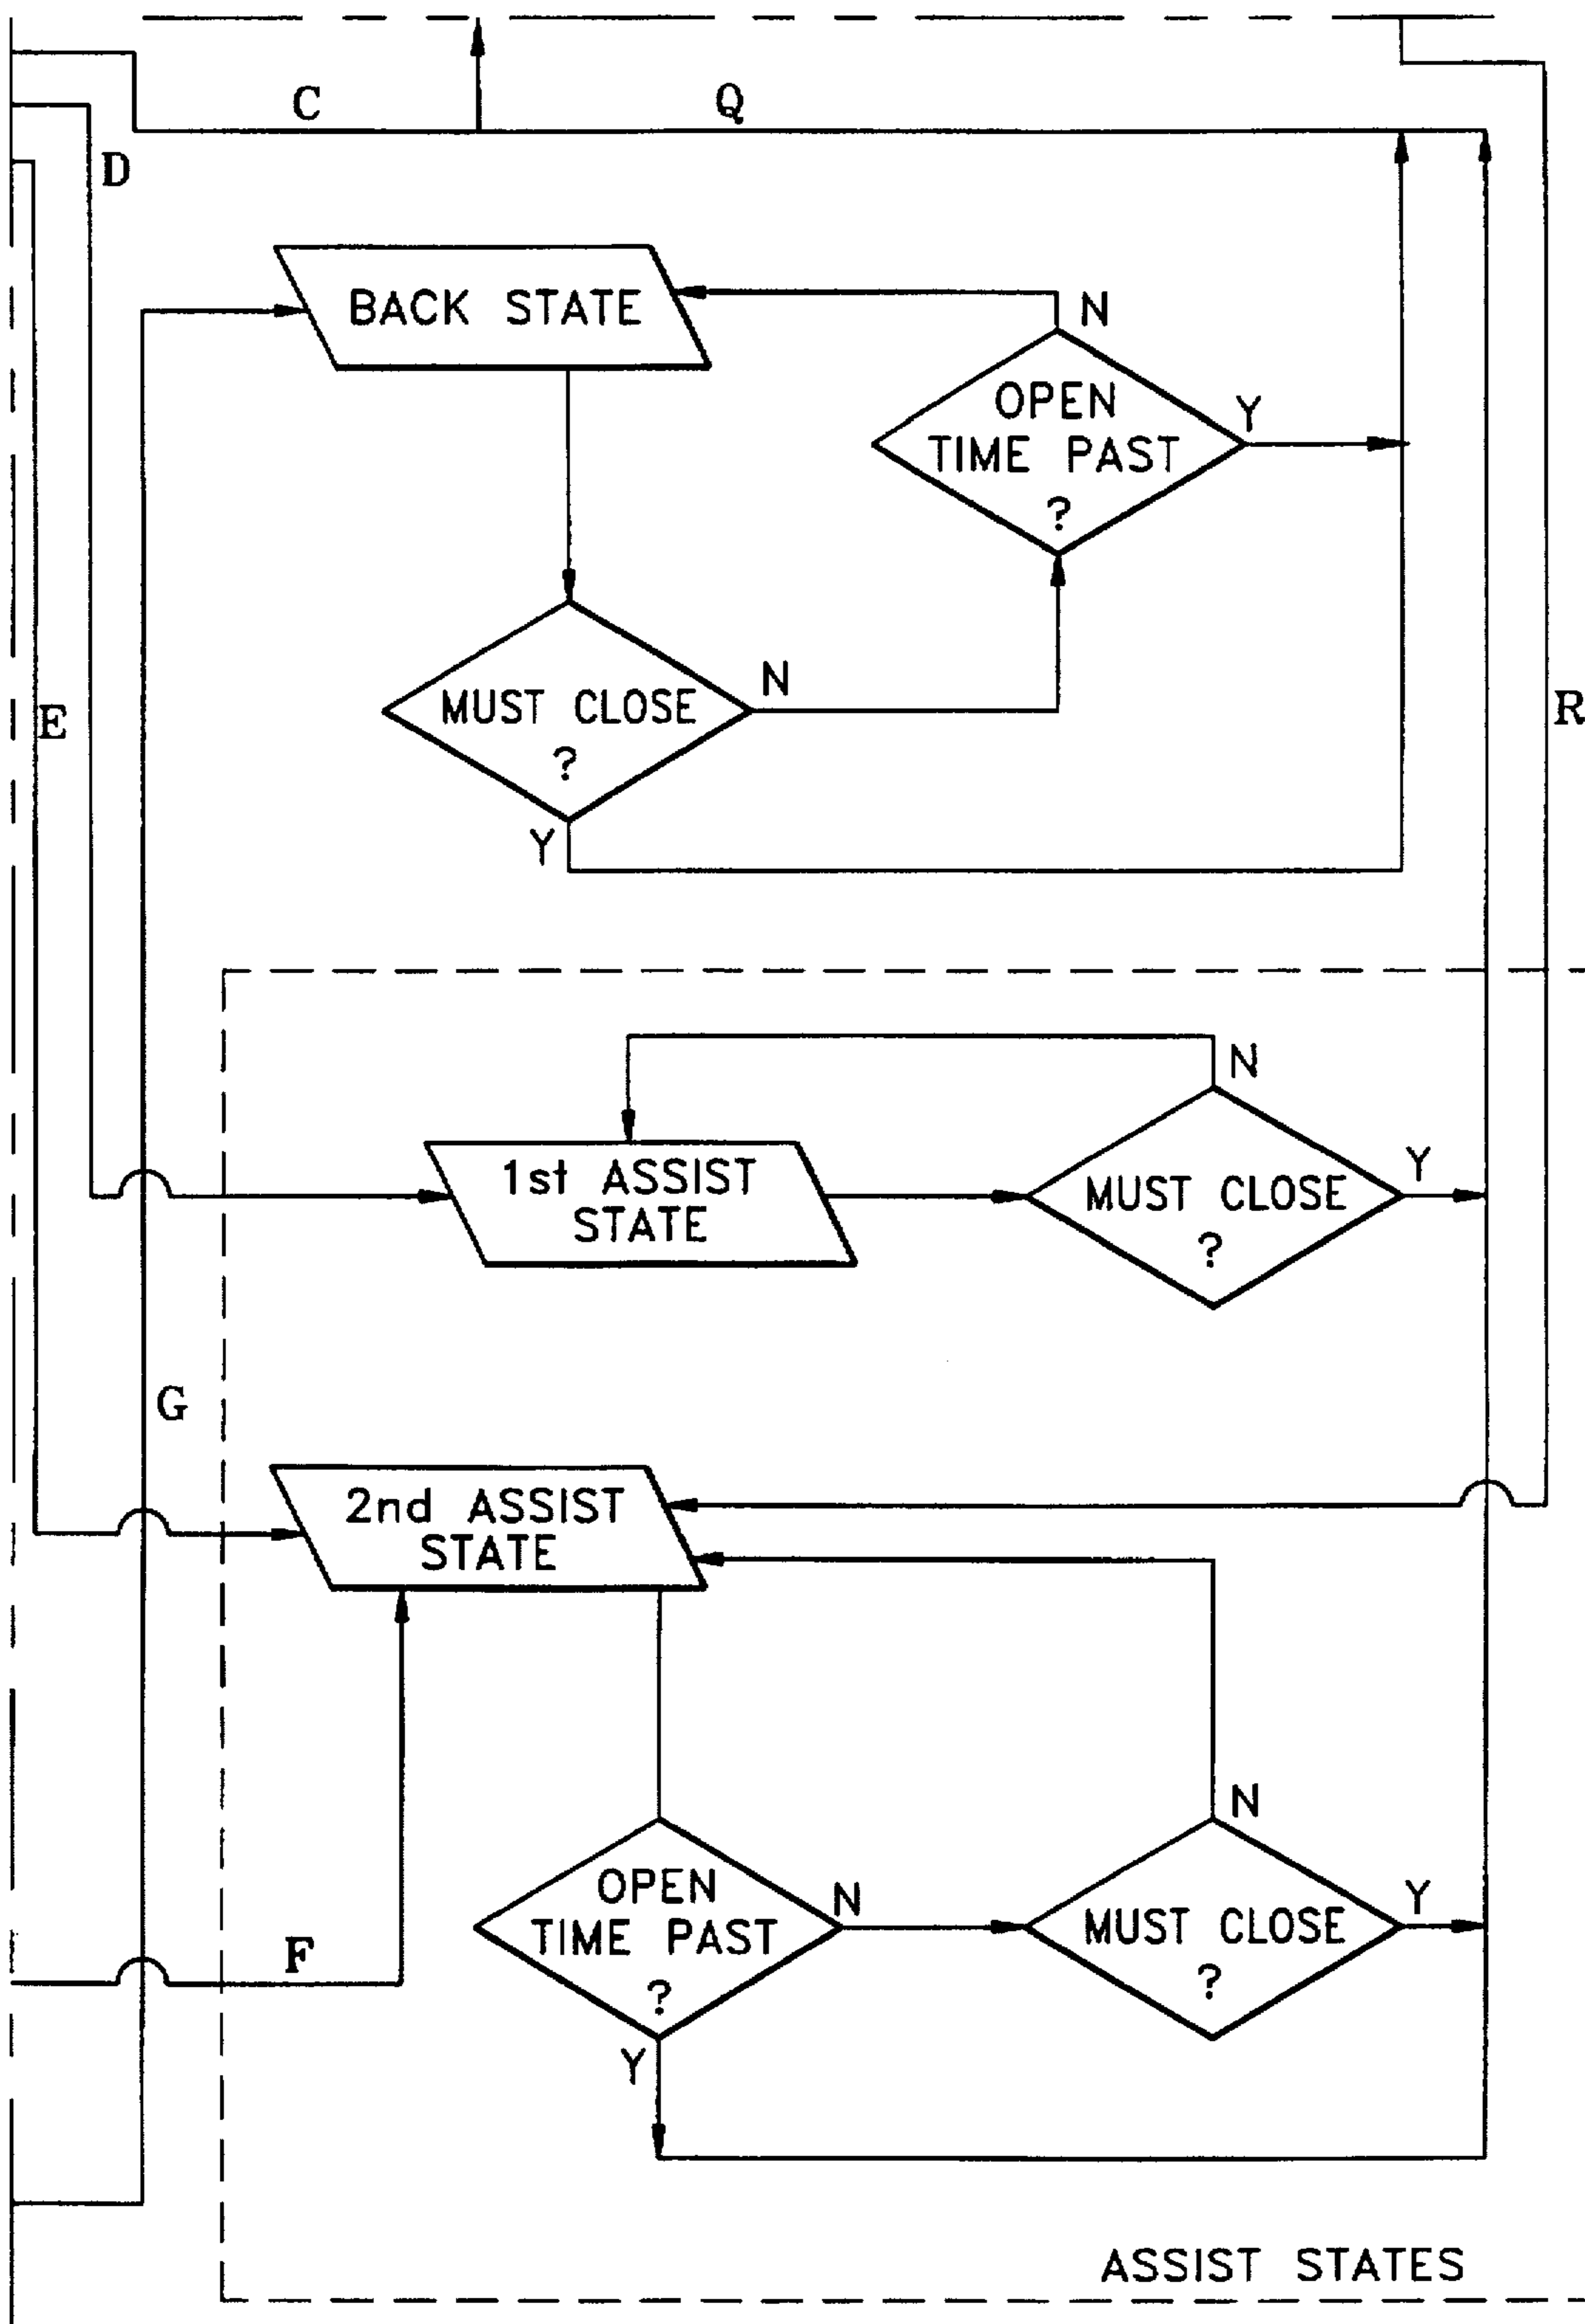 C
Q
D
BACK STATE
N
OPEN
TIME PAST
?
Y
E
MUST CLOSE
?
N
Y
R
N
1st ASSIST
STATE
MUST CLOSE
?
Y
G
2nd ASSIST
STATE
N
OPEN
TIME PAST
?
N
MUST CLOSE
?
Y
F
Y
ASSIST STATES